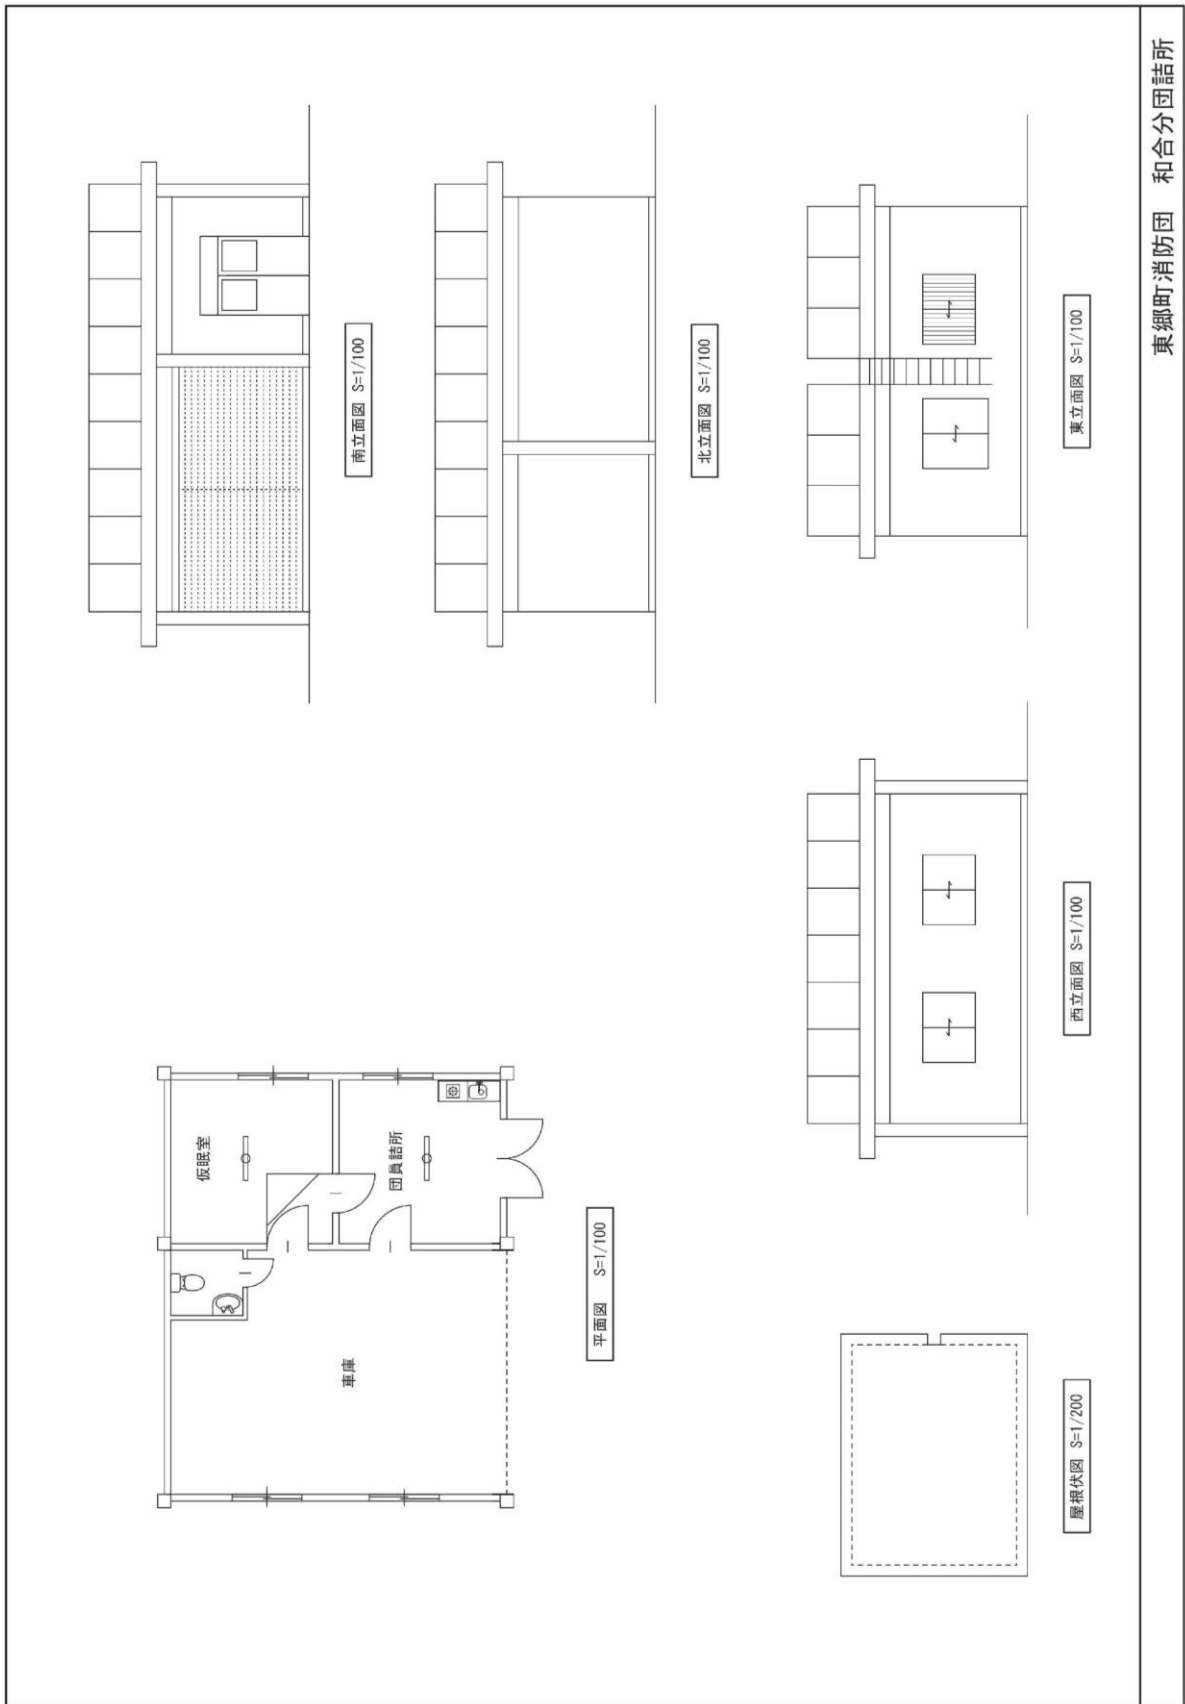 東郷町消防団 和合分団詰所
南立面図 S=1/100
北立面図 S=1/100
東立面図 S=1/100
西立面図 S=1/100
仮眠室
団員詰所
車庫
平面図 S=1/100
屋根伏図 S=1/200